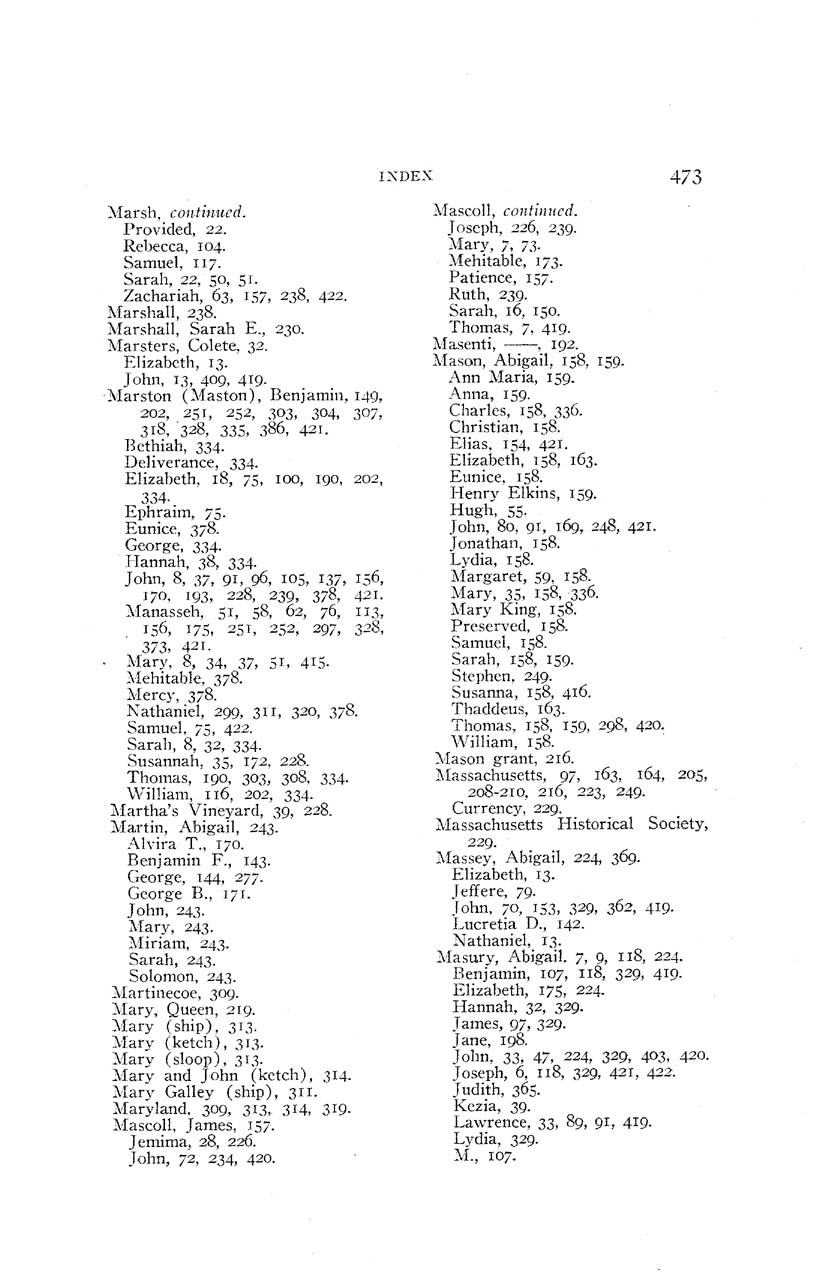 INDEX 473
Marsh, continued.
Provided, 22.
Rebecca, 104.
Samuel, 117.
Sarah, 22, 50, 51.
Zachariah, 63, 157, 238, 422.
Marshall, 238.
Marshall, Sarah E., 230.
Marsters, Colete, 32.
Elizabeth, 13.
John, 13, 409, 419.
Marston (Maston), Benjamin, 149,
202, 251, 252, 303, 304, 307,
318, 328, 335, 386, 421.
Bethiah, 334.
Deliverance, 334.
Elizabeth, 18, 75, 100, 190, 202,
334.
Ephraim, 75.
Eunice, 378.
George, 334.
Hannah, 38, 334.
John, 8, 37, 91, 96, 105, 137, 156,
170, 193, 228, 239, 378, 421.
Manasseh, 51, 58, 62, 76, 113,
156, 175, 251, 252, 297, 328,
373, 421.
Mary, 8, 34, 37, 51, 415.
Mehitable, 378.
Mercy, 378.
Nathaniel, 299, 311, 320, 378.
Samuel, 75, 422.
Sarah, 8, 32, 334.
Susannah, 35, 172, 228.
Thomas, 190, 303, 308, 334.
William, 116, 202, 334.
Martha's Vineyard, 39, 228.
Martin, Abigail, 243.
Alvira T., 170.
Benjamin F., 143.
George, 144, 277.
George B., 171.
John, 243.
Mary, 243.
Miriam, 243.
Sarah, 243.
Solomon, 243.
Martinecoe, 309.
Mary, Queen, 219.
Mary (ship), 313.
Mary (ketch), 313.
Mary (sloop), 313.
Mary and John (ketch), 314.
Mary Galley (ship), 311.
Maryland, 309, 313, 314, 319.
Mascoll, James, 157.
Jemima, 28, 226.
John, 72, 234, 420.
Mascoll, continued.
Joseph, 226, 239.
Mary, 7, 73.
Mehitable, 173.
Patience, 157.
Ruth, 239.
Sarah, 16, 150.
Thomas, 7, 419.
Masenti, ——, 192.
Mason, Abigail, 158, 159.
Ann Maria, 159.
Anna, 159.
Charles, 158, 336.
Christian, 158.
Elias, 154, 421.
Elizabeth, 158, 163.
Eunice, 158.
Henry Elkins, 159.
Hugh, 55.
John, 80, 91, 169, 248, 421.
Jonathan, 158.
Lydia, 158.
Margaret, 59, 158.
Mary, 35, 158, 336.
Mary King, 158.
Preserved, 158.
Samuel, 158.
Sarah, 158, 159.
Stephen, 249.
Susanna, 158, 416.
Thaddeus, 163.
Thomas, 158, 159, 298, 420.
William, 158.
Mason grant, 216.
Massachusetts, 97, 163, 164, 205,
208-210, 216, 223, 249.
Currency, 229.
Massachusetts Historical Society,
229.
Massey, Abigail, 224, 369.
Elizabeth, 13.
Jeffere, 79.
John, 70, 153, 329, 362, 419.
Lucretia D., 142.
Nathaniel, 13.
Masury, Abigail. 7, 9, 118, 224.
Benjamin, 107, 118, 329, 419.
Elizabeth, 175, 224.
Hannah, 32, 329.
James, 97, 329.
Jane, 198.
John, 33, 47, 224, 329, 403, 420.
Joseph, 6, 118, 329, 421, 422.
Judith, 365.
Kezia, 39.
Lawrence, 33, 89, 91, 419.
Lydia, 329.
M., 107.